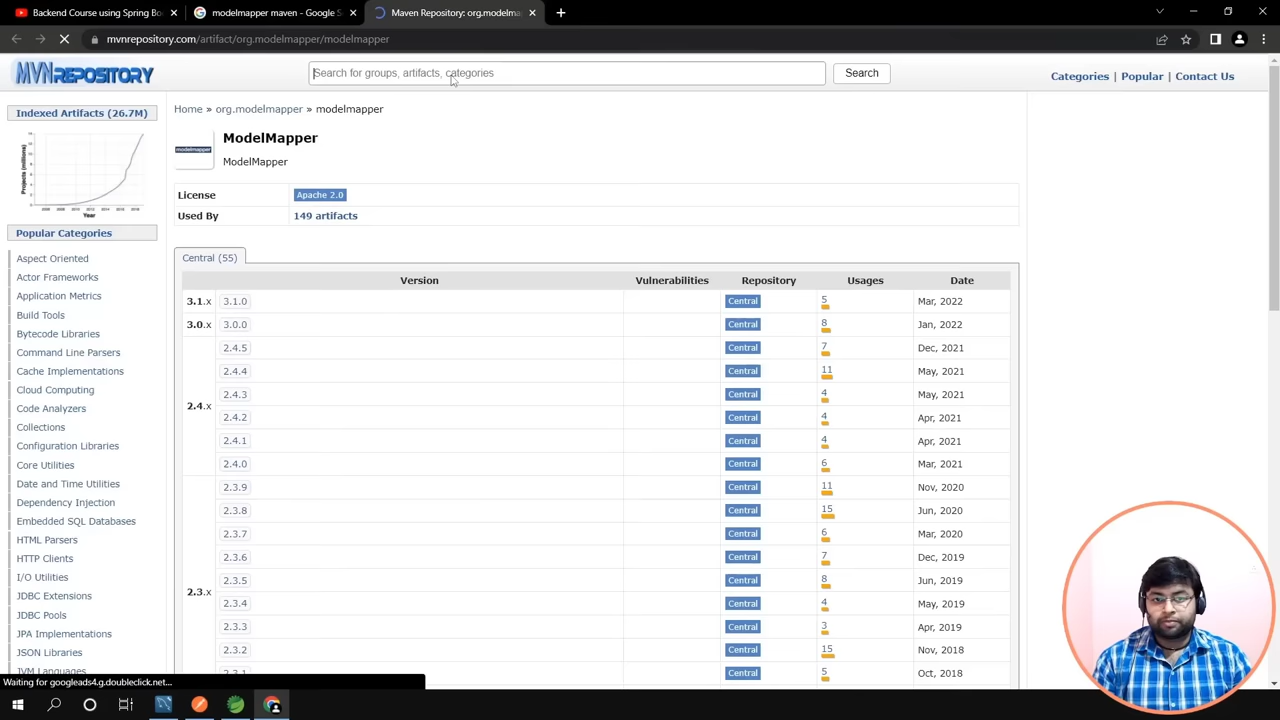 Backend Course using Spring Bo
modelmapper maven - Google S
Maven Repository: org.modelma
mvnrepository.com/artifact/org.modelmapper/modelmapper
MVNREPOSITORY
Search for groups, artifacts, categories
Search
Categories | Popular | Contact Us
Indexed Artifacts (26.7M)
Projects (millions)
Year
Popular Categories
Aspect Oriented
Actor Frameworks
Application Metrics
Build Tools
Bytecode Libraries
Command Line Parsers
Cache Implementations
Cloud Computing
Code Analyzers
Collections
Configuration Libraries
Core Utilities
Date and Time Utilities
Dependency Injection
Embedded SQL Databases
HTML Parsers
HTTP Clients
I/O Utilities
JDBC Extensions
JDBC Pools
JPA Implementations
JSON Libraries
JVM Languages
Home » org.modelmapper » modelmapper
modelmapper
ModelMapper
ModelMapper
License Apache 2.0
Used By 149 artifacts
Central (55)
Version Vulnerabilities Repository Usages Date
3.1.x 3.1.0 Central 5 Mar, 2022
3.0.x 3.0.0 Central 8 Jan, 2022
2.4.5 Central 7 Dec, 2021
2.4.4 Central 11 May, 2021
2.4.3 Central 4 May, 2021
2.4.x
2.4.2 Central 4 Apr, 2021
2.4.1 Central 4 Apr, 2021
2.4.0 Central 6 Mar, 2021
2.3.9 Central 11 Nov, 2020
2.3.8 Central 15 Jun, 2020
2.3.7 Central 6 Mar, 2020
2.3.6 Central 7 Dec, 2019
2.3.5 Central 8 Jun, 2019
2.3.x
2.3.4 Central 4 May, 2019
2.3.3 Central 3 Apr, 2019
2.3.2 Central 15 Nov, 2018
2.3.1 Central 5 Oct, 2018
Waiting for googleads4.g.doubleclick.net...